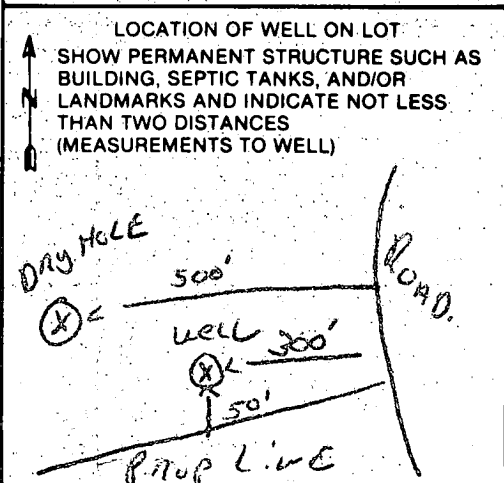 LOCATION OF WELL ON LOT
SHOW PERMANENT STRUCTURE SUCH AS
BUILDING, SEPTIC TANKS, AND/OR
N LANDMARKS AND INDICATE NOT LESS
THAN TWO DISTANCES
(MEASUREMENTS TO WELL)
DRY HOLE
500'
ROAD.
X
well
300'
X
50'
PROP LINE